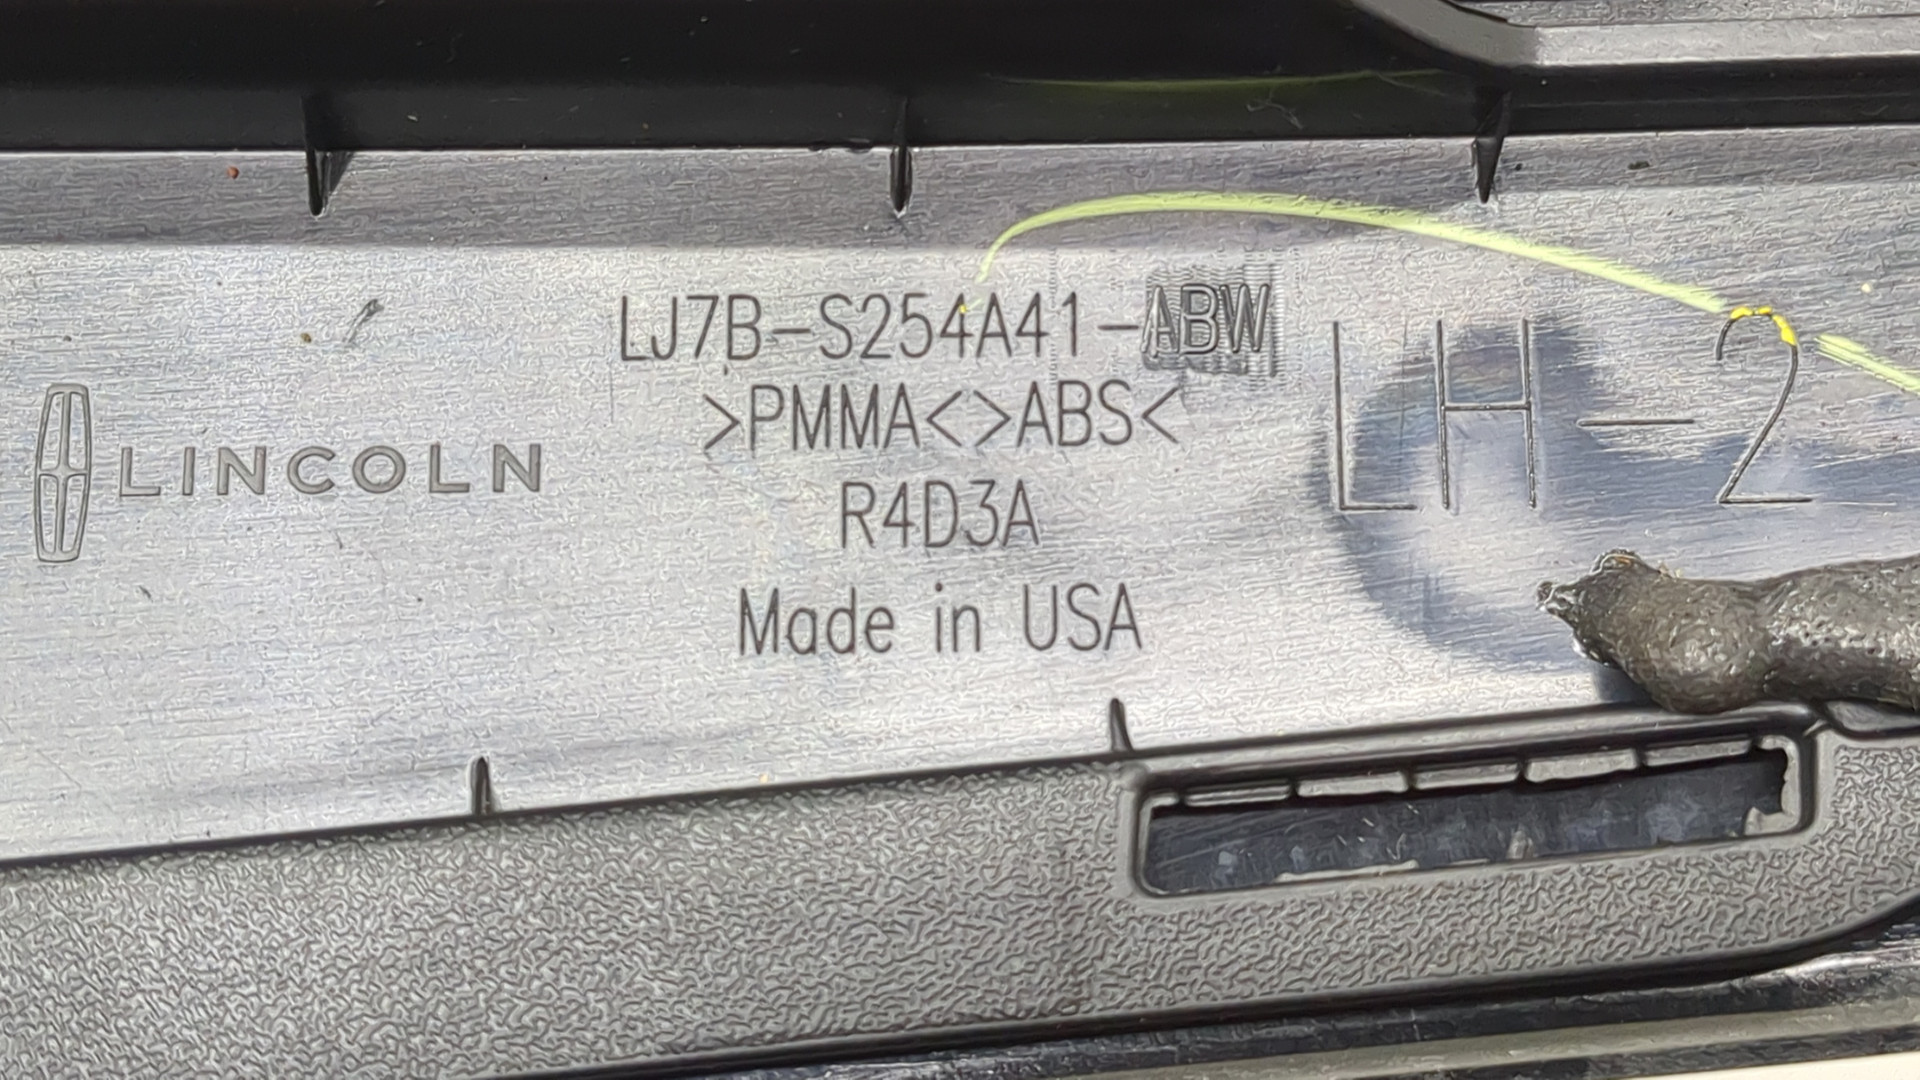 LINCOLN
LJ7B-S254A41-ABW
>PMMA<>ABS<
R4D3A
Made in USA
LH-2